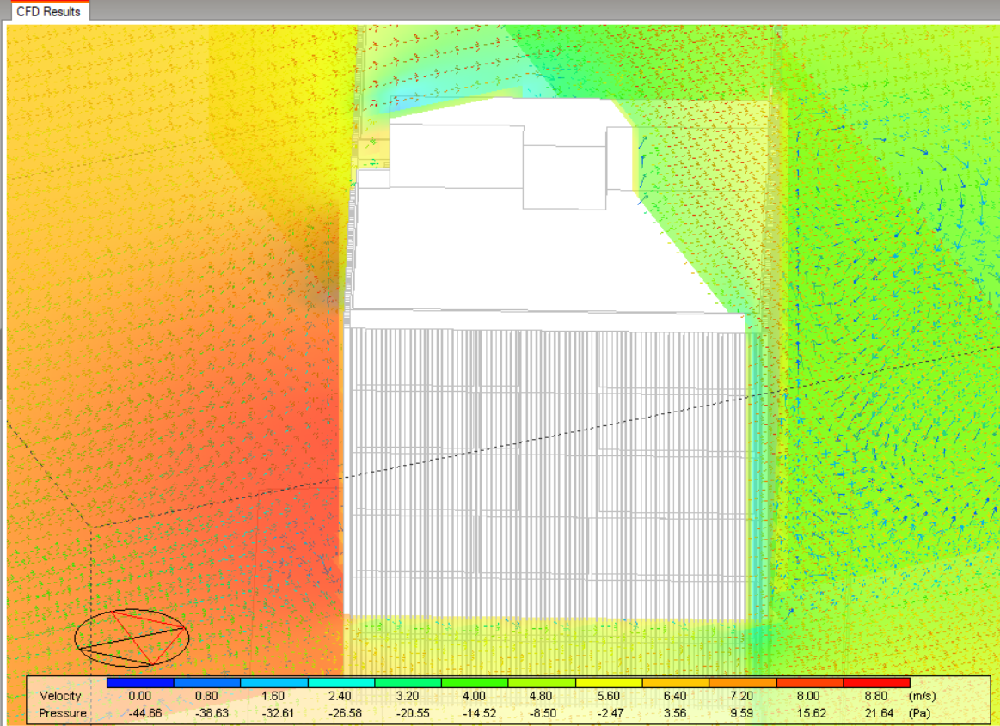 CFD Results
Velocity 0.00 0.80 1.60 2.40 3.20 4.00 4.80 5.60 6.40 7.20 8.00 8.80 (m/s)
Pressure -44.66 -38.63 -32.61 -26.58 -20.55 -14.52 -8.50 -2.47 3.56 9.59 15.62 21.64 (Pa)